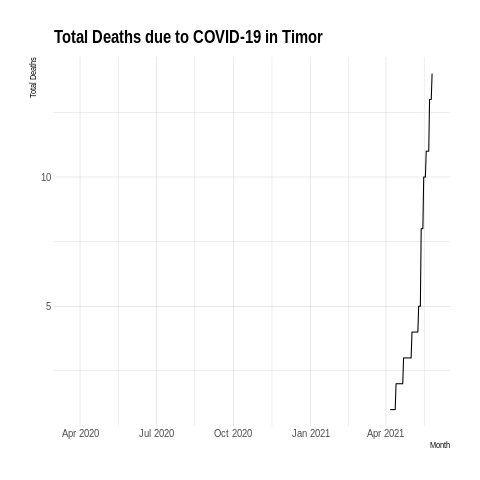 Total Deaths due to COVID-19 in Timor
Total Deaths
10
5
Apr 2020 Jul 2020 Oct 2020 Jan 2021 Apr 2021
Month